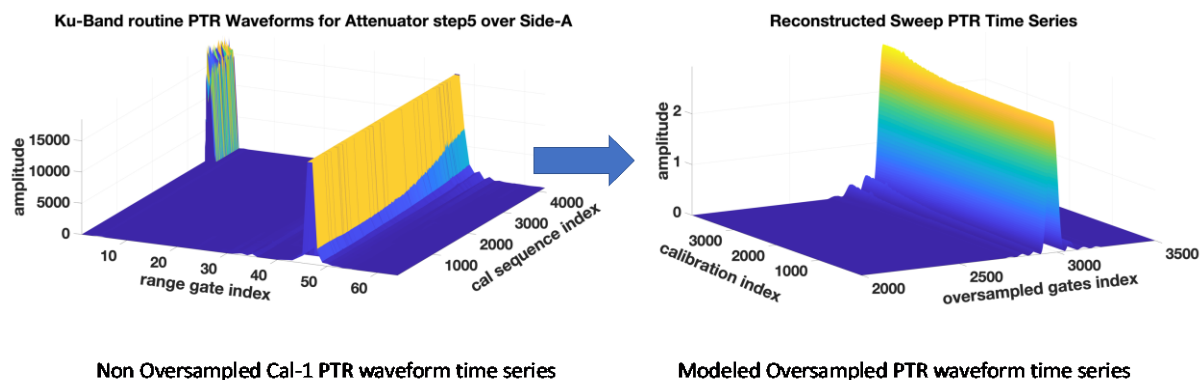 Ku-Band routine PTR Waveforms for Attenuator step5 over Side-A
amplitude
15000
10000
5000
0
10
20
30
40
50
60
range gate index
1000
2000
3000
4000
cal sequence index
Non Oversampled Cal-1 PTR waveform time series
Reconstructed Sweep PTR Time Series
amplitude
2
1
0
3000
2000
1000
calibration index
2000
2500
3000
3500
oversampled gates index
Modeled Oversampled PTR waveform time series